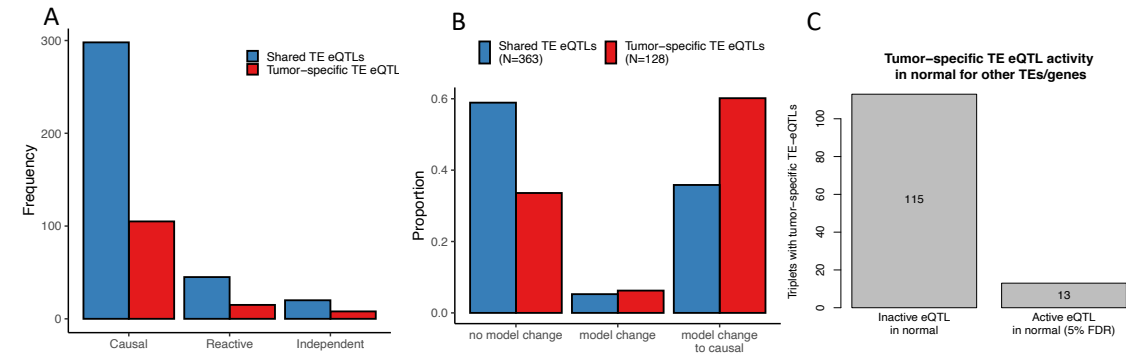 A
Frequency
300
200
100
0
Shared TE eQTLs
Tumor−specific TE eQTL
Causal
Reactive
Independent
B
Shared TE eQTLs
(N=363)
Tumor−specific TE eQTLs
(N=128)
Proportion
0.6
0.4
0.2
0.0
no model change
model change
model change
to causal
C
Tumor−specific TE eQTL activity
in normal for other TEs/genes
Triplets with tumor−specific TE−eQTLs
100
80
60
40
20
0
115
13
Inactive eQTL
in normal
Active eQTL
in normal (5% FDR)